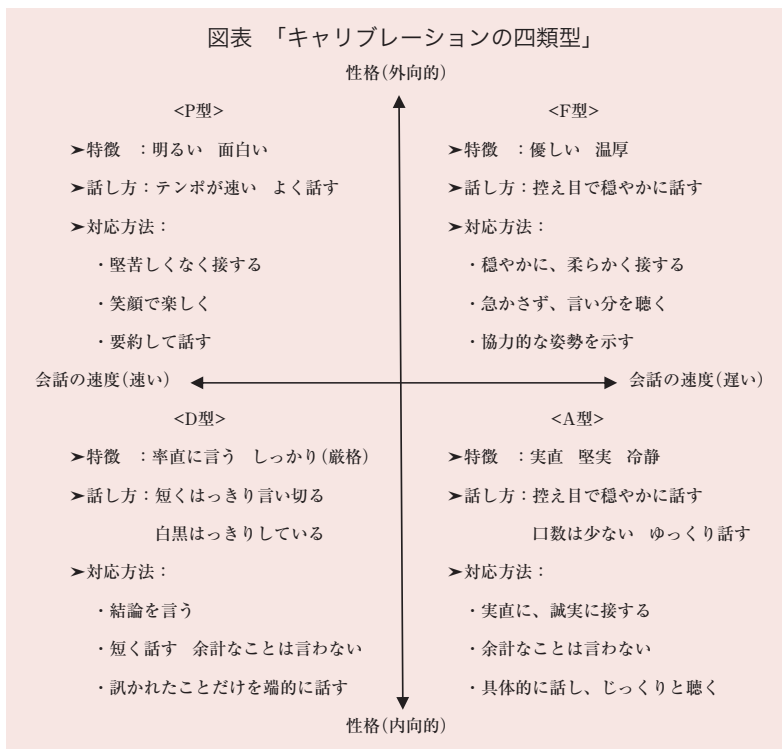 図表 「キャリブレーションの四類型」
性格(外向的)
<P型>
➤特徴 :明るい 面白い
➤話し方:テンポが速い よく話す
➤対応方法:
・堅苦しくなく接する
・笑顔で楽しく
・要約して話す
<F型>
➤特徴 :優しい 温厚
➤話し方:控え目で穏やかに話す
➤対応方法:
・穏やかに、柔らかく接する
・急かさず、言い分を聴く
・協力的な姿勢を示す
会話の速度(速い)
会話の速度(遅い)
<D型>
➤特徴 :率直に言う しっかり(厳格)
➤話し方:短くはっきり言い切る
白黒はっきりしている
➤対応方法:
・結論を言う
・短く話す 余計なことは言わない
・訊かれたことだけを端的に話す
<A型>
➤特徴 :実直 堅実 冷静
➤話し方:控え目で穏やかに話す
口数は少ない ゆっくり話す
➤対応方法:
・実直に、誠実に接する
・余計なことは言わない
・具体的に話し、じっくりと聴く
性格(内向的)